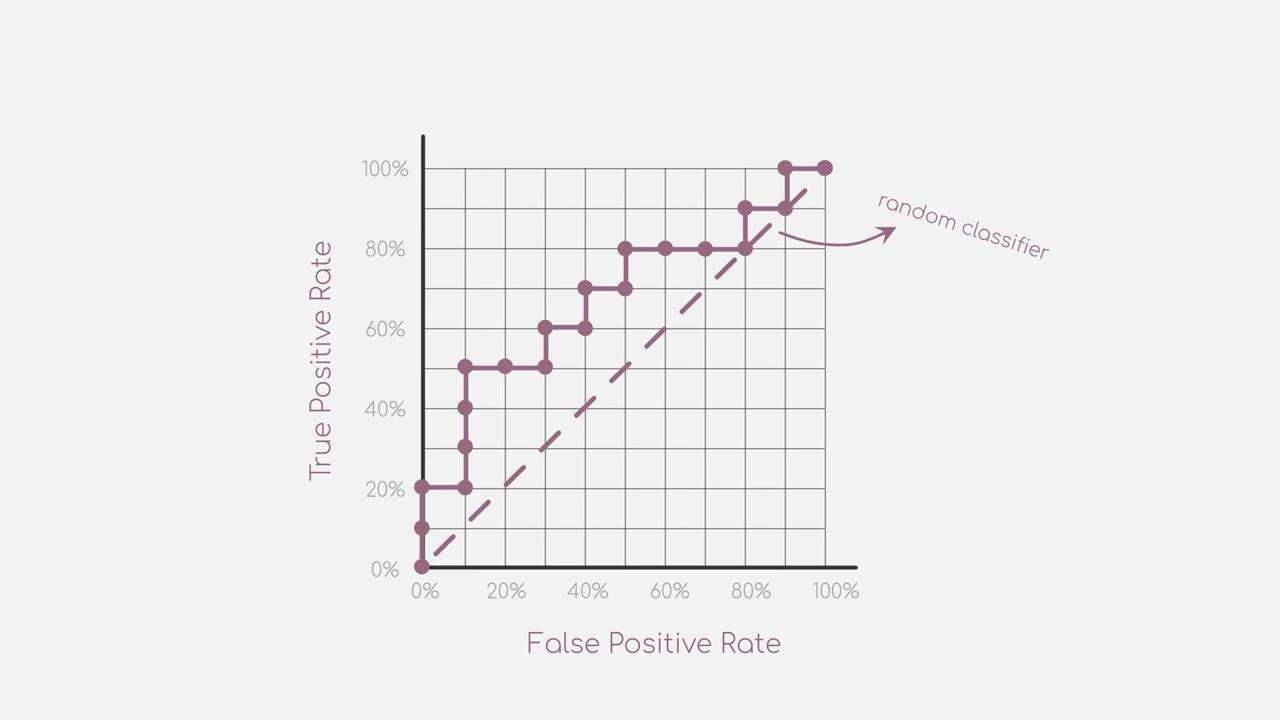 100%
80%
60%
40%
20%
0%
True Positive Rate
0% 20% 40% 60% 80% 100%
False Positive Rate
random classifier